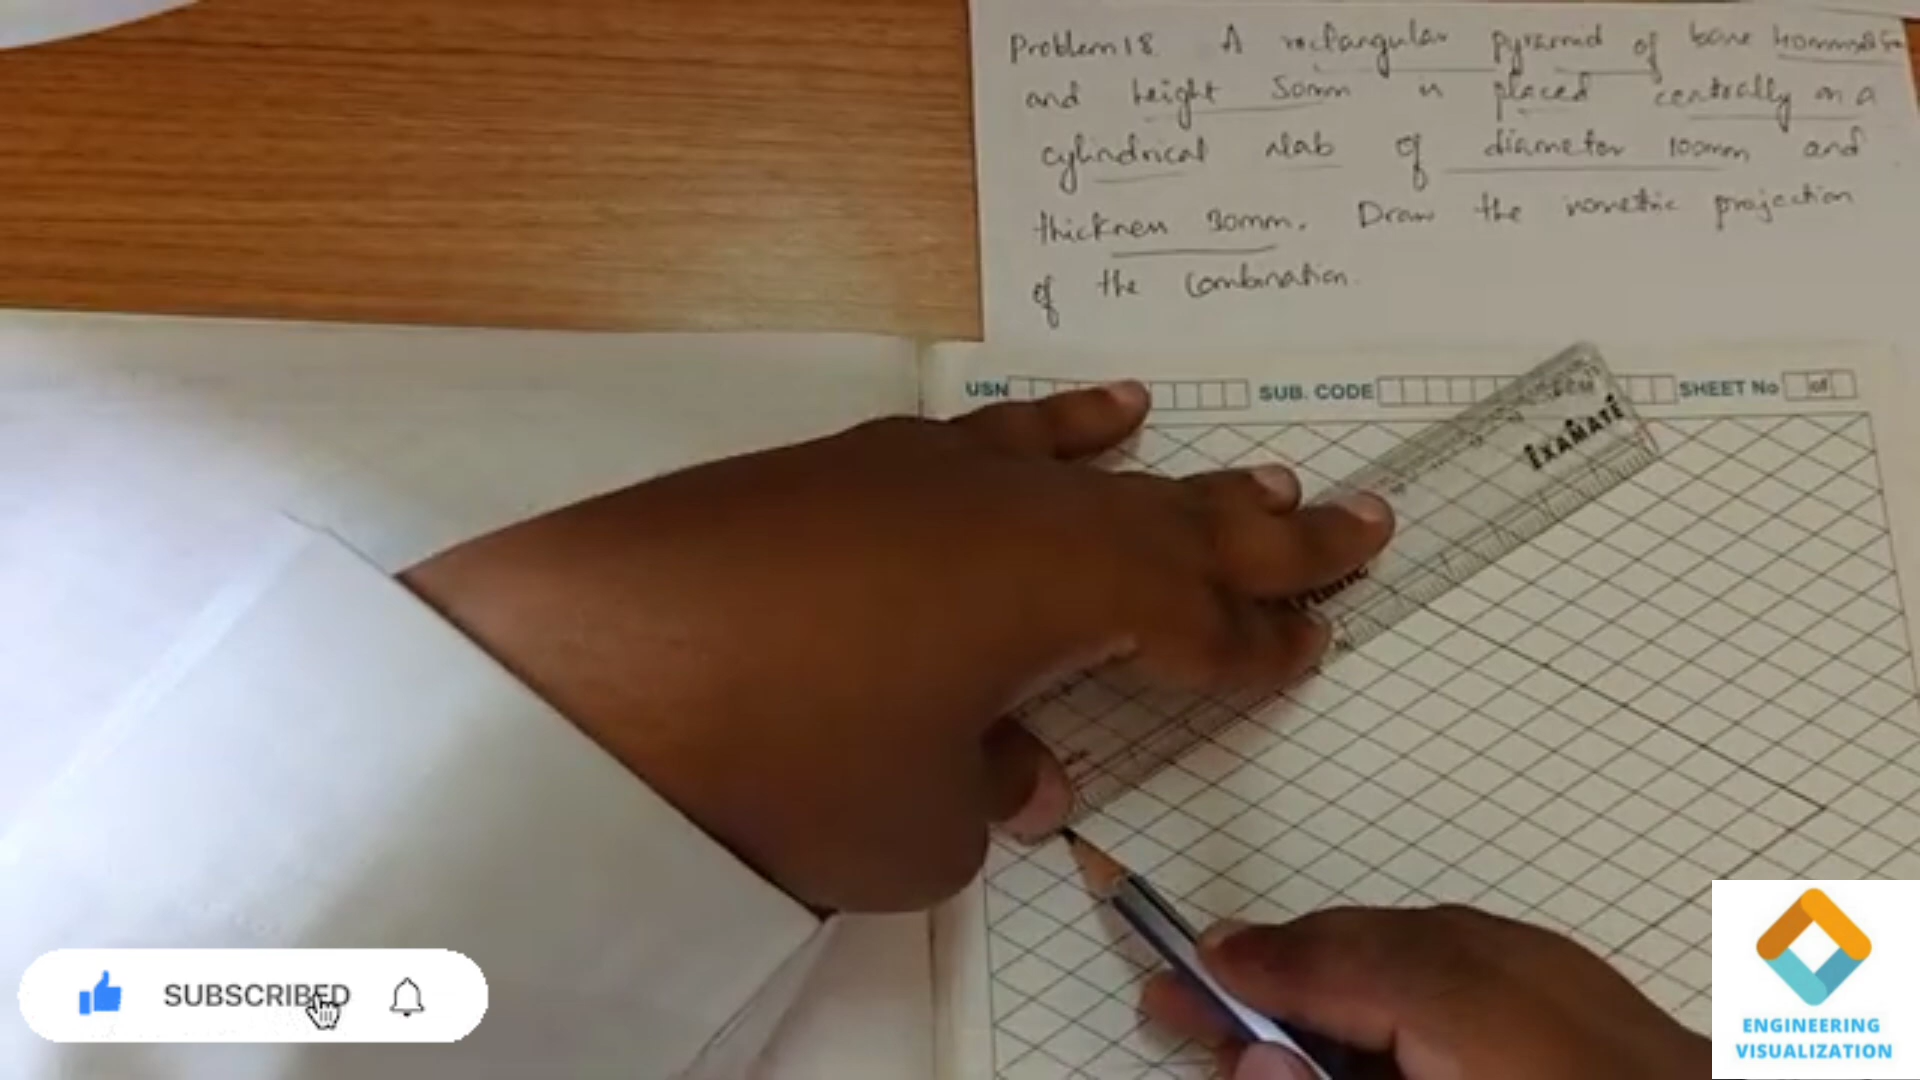 Problem 18. A rectangular pyramid of base
and height 50mm is placed centrally on a
cylindrical slab of diameter 100mm and
thickness 30mm. Draw the isometric projection
of the combination.
USN SUB. CODE SHEET No of
EXAMATE
SUBSCRIBED
ENGINEERING
VISUALIZATION